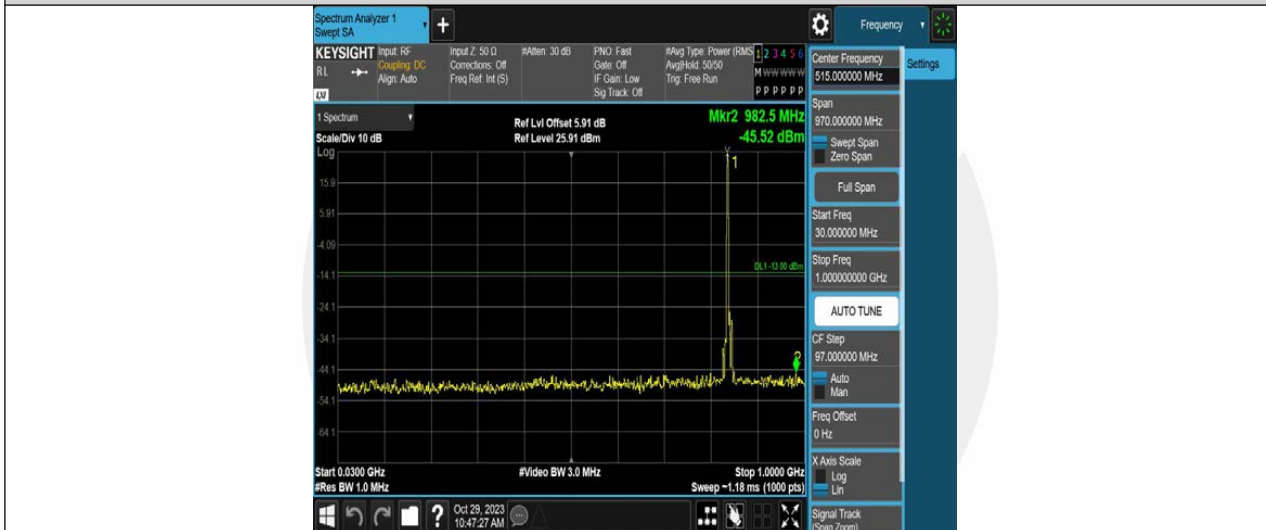 Spectrum Analyzer 1
Swept SA
Frequency
KEYSIGHT
RL
LXI
Input: RF
Coupling: DC
Align: Auto
Input Z: 50 Ω
Corrections: Off
Freq Ref: Int (S)
#Atten: 30 dB
PNO: Fast
Gate: Off
IF Gain: Low
Sig Track: Off
#Avg Type: Power (RMS
Avg|Hold: 50/50
Trig: Free Run
1 2 3 4 5 6
M W W W W W
P P P P P P
1 Spectrum
Scale/Div 10 dB
Log
Ref Lvl Offset 5.91 dB
Ref Level 25.91 dBm
Mkr2 982.5 MHz
-45.52 dBm
1
15.9
5.91
-4.09
DL1 -13.00 dBm
-14.1
-24.1
-34.1
2
-44.1
-54.1
-64.1
Start 0.0300 GHz
#Res BW 1.0 MHz
#Video BW 3.0 MHz
Stop 1.0000 GHz
Sweep ~1.18 ms (1000 pts)
Oct 29, 2023
10:47:27 AM
Center Frequency
515.000000 MHz
Span
970.000000 MHz
Swept Span
Zero Span
Full Span
Start Freq
30.000000 MHz
Stop Freq
1.000000000 GHz
AUTO TUNE
CF Step
97.000000 MHz
Auto
Man
Freq Offset
0 Hz
X Axis Scale
Log
Lin
Signal Track
(Span Zoom)
Settings